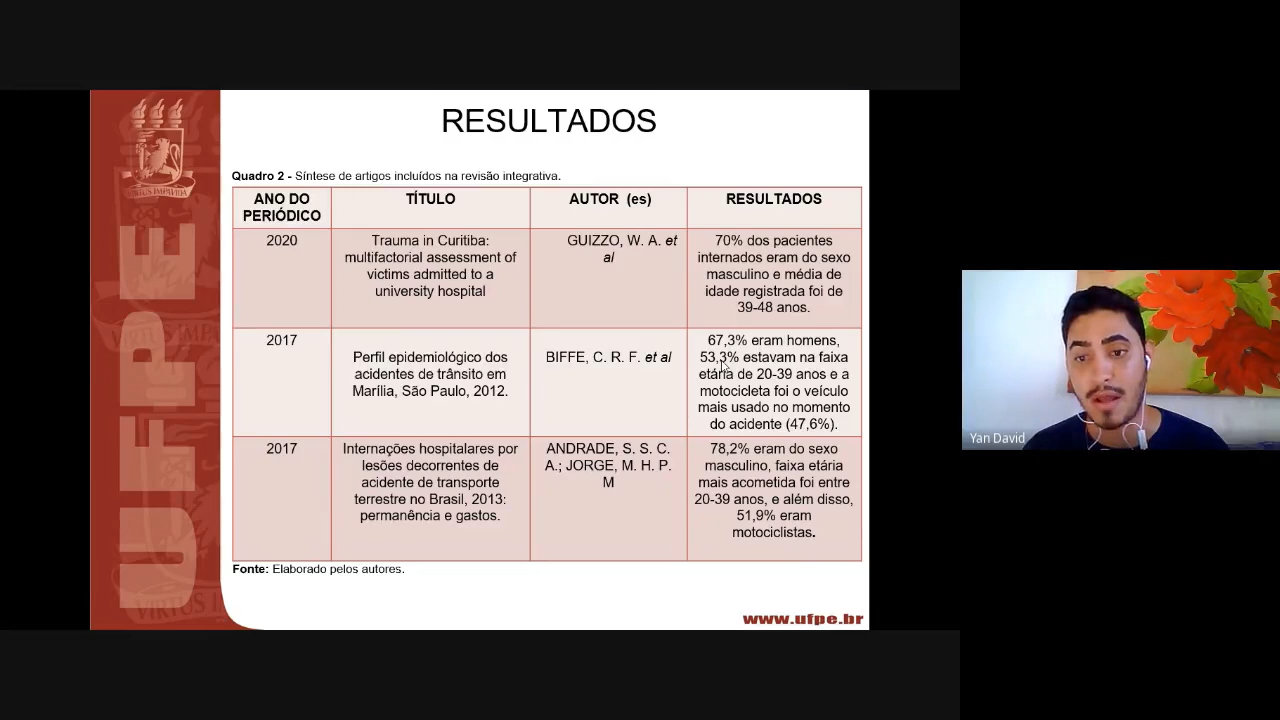 RESULTADOS
Quadro 2 - Síntese de artigos incluídos na revisão integrativa.
ANO DO
PERIÓDICO
TÍTULO
AUTOR (es)
RESULTADOS
2020
Trauma in Curitiba:
multifactorial assessment of
victims admitted to a
university hospital
GUIZZO, W. A. et
al
70% dos pacientes
internados eram do sexo
masculino e média de
idade registrada foi de
39-48 anos.
2017
Perfil epidemiológico dos
acidentes de trânsito em
Marília, São Paulo, 2012.
BIFFE, C. R. F. et al
67,3% eram homens,
53,3% estavam na faixa
etária de 20-39 anos e a
motocicleta foi o veículo
mais usado no momento
do acidente (47,6%).
2017
Internações hospitalares por
lesões decorrentes de
acidente de transporte
terrestre no Brasil, 2013:
permanência e gastos.
ANDRADE, S. S. C.
A.; JORGE, M. H. P.
M
78,2% eram do sexo
masculino, faixa etária
mais acometida foi entre
20-39 anos, e além disso,
51,9% eram
motociclistas.
Fonte: Elaborado pelos autores.
www.ufpe.br
UFPE
VIRTUS IMPAVIDA
Yan David